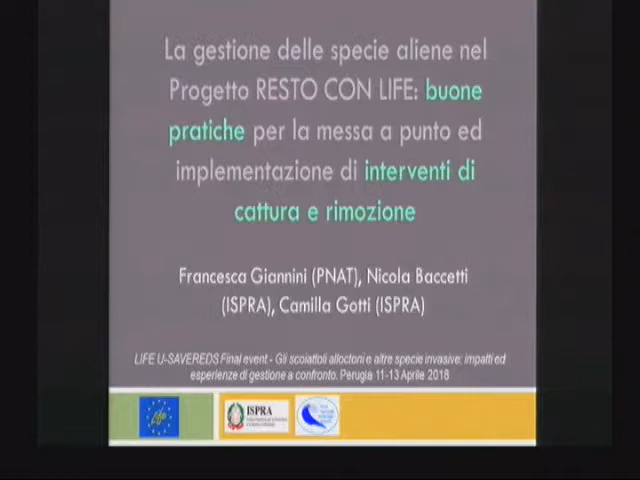 La gestione delle specie aliene nel
Progetto RESTO CON LIFE: buone
pratiche per la messa a punto ed
implementazione di interventi di
cattura e rimozione
Francesca Giannini (PNAT), Nicola Baccetti
(ISPRA), Camilla Gotti (ISPRA)
LIFE U-SAVEREDS Final event - Gli scoiattoli alloctoni e altre specie invasive: impatti ed
esperienze di gestione a confronto. Perugia 11-13 Aprile 2018
Life
ISPRA